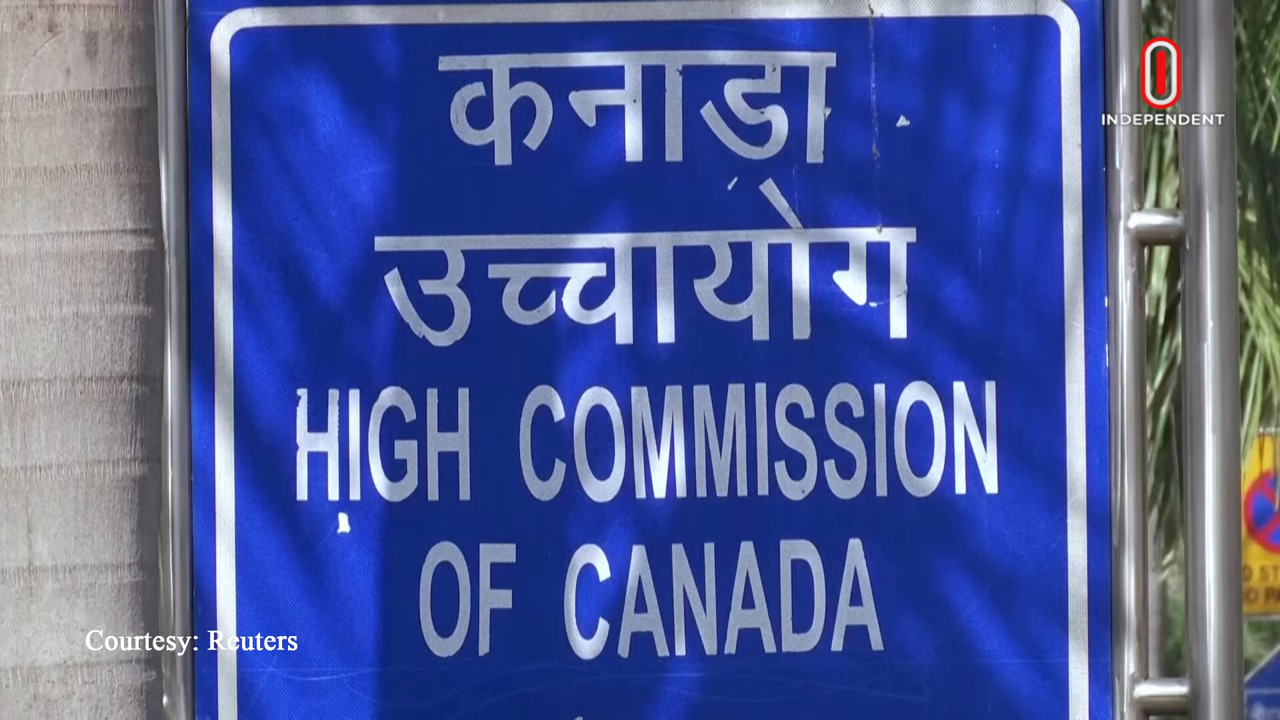 कनाडा
उच्चायोग
HIGH COMMISSION
OF CANADA
INDEPENDENT
Courtesy: Reuters